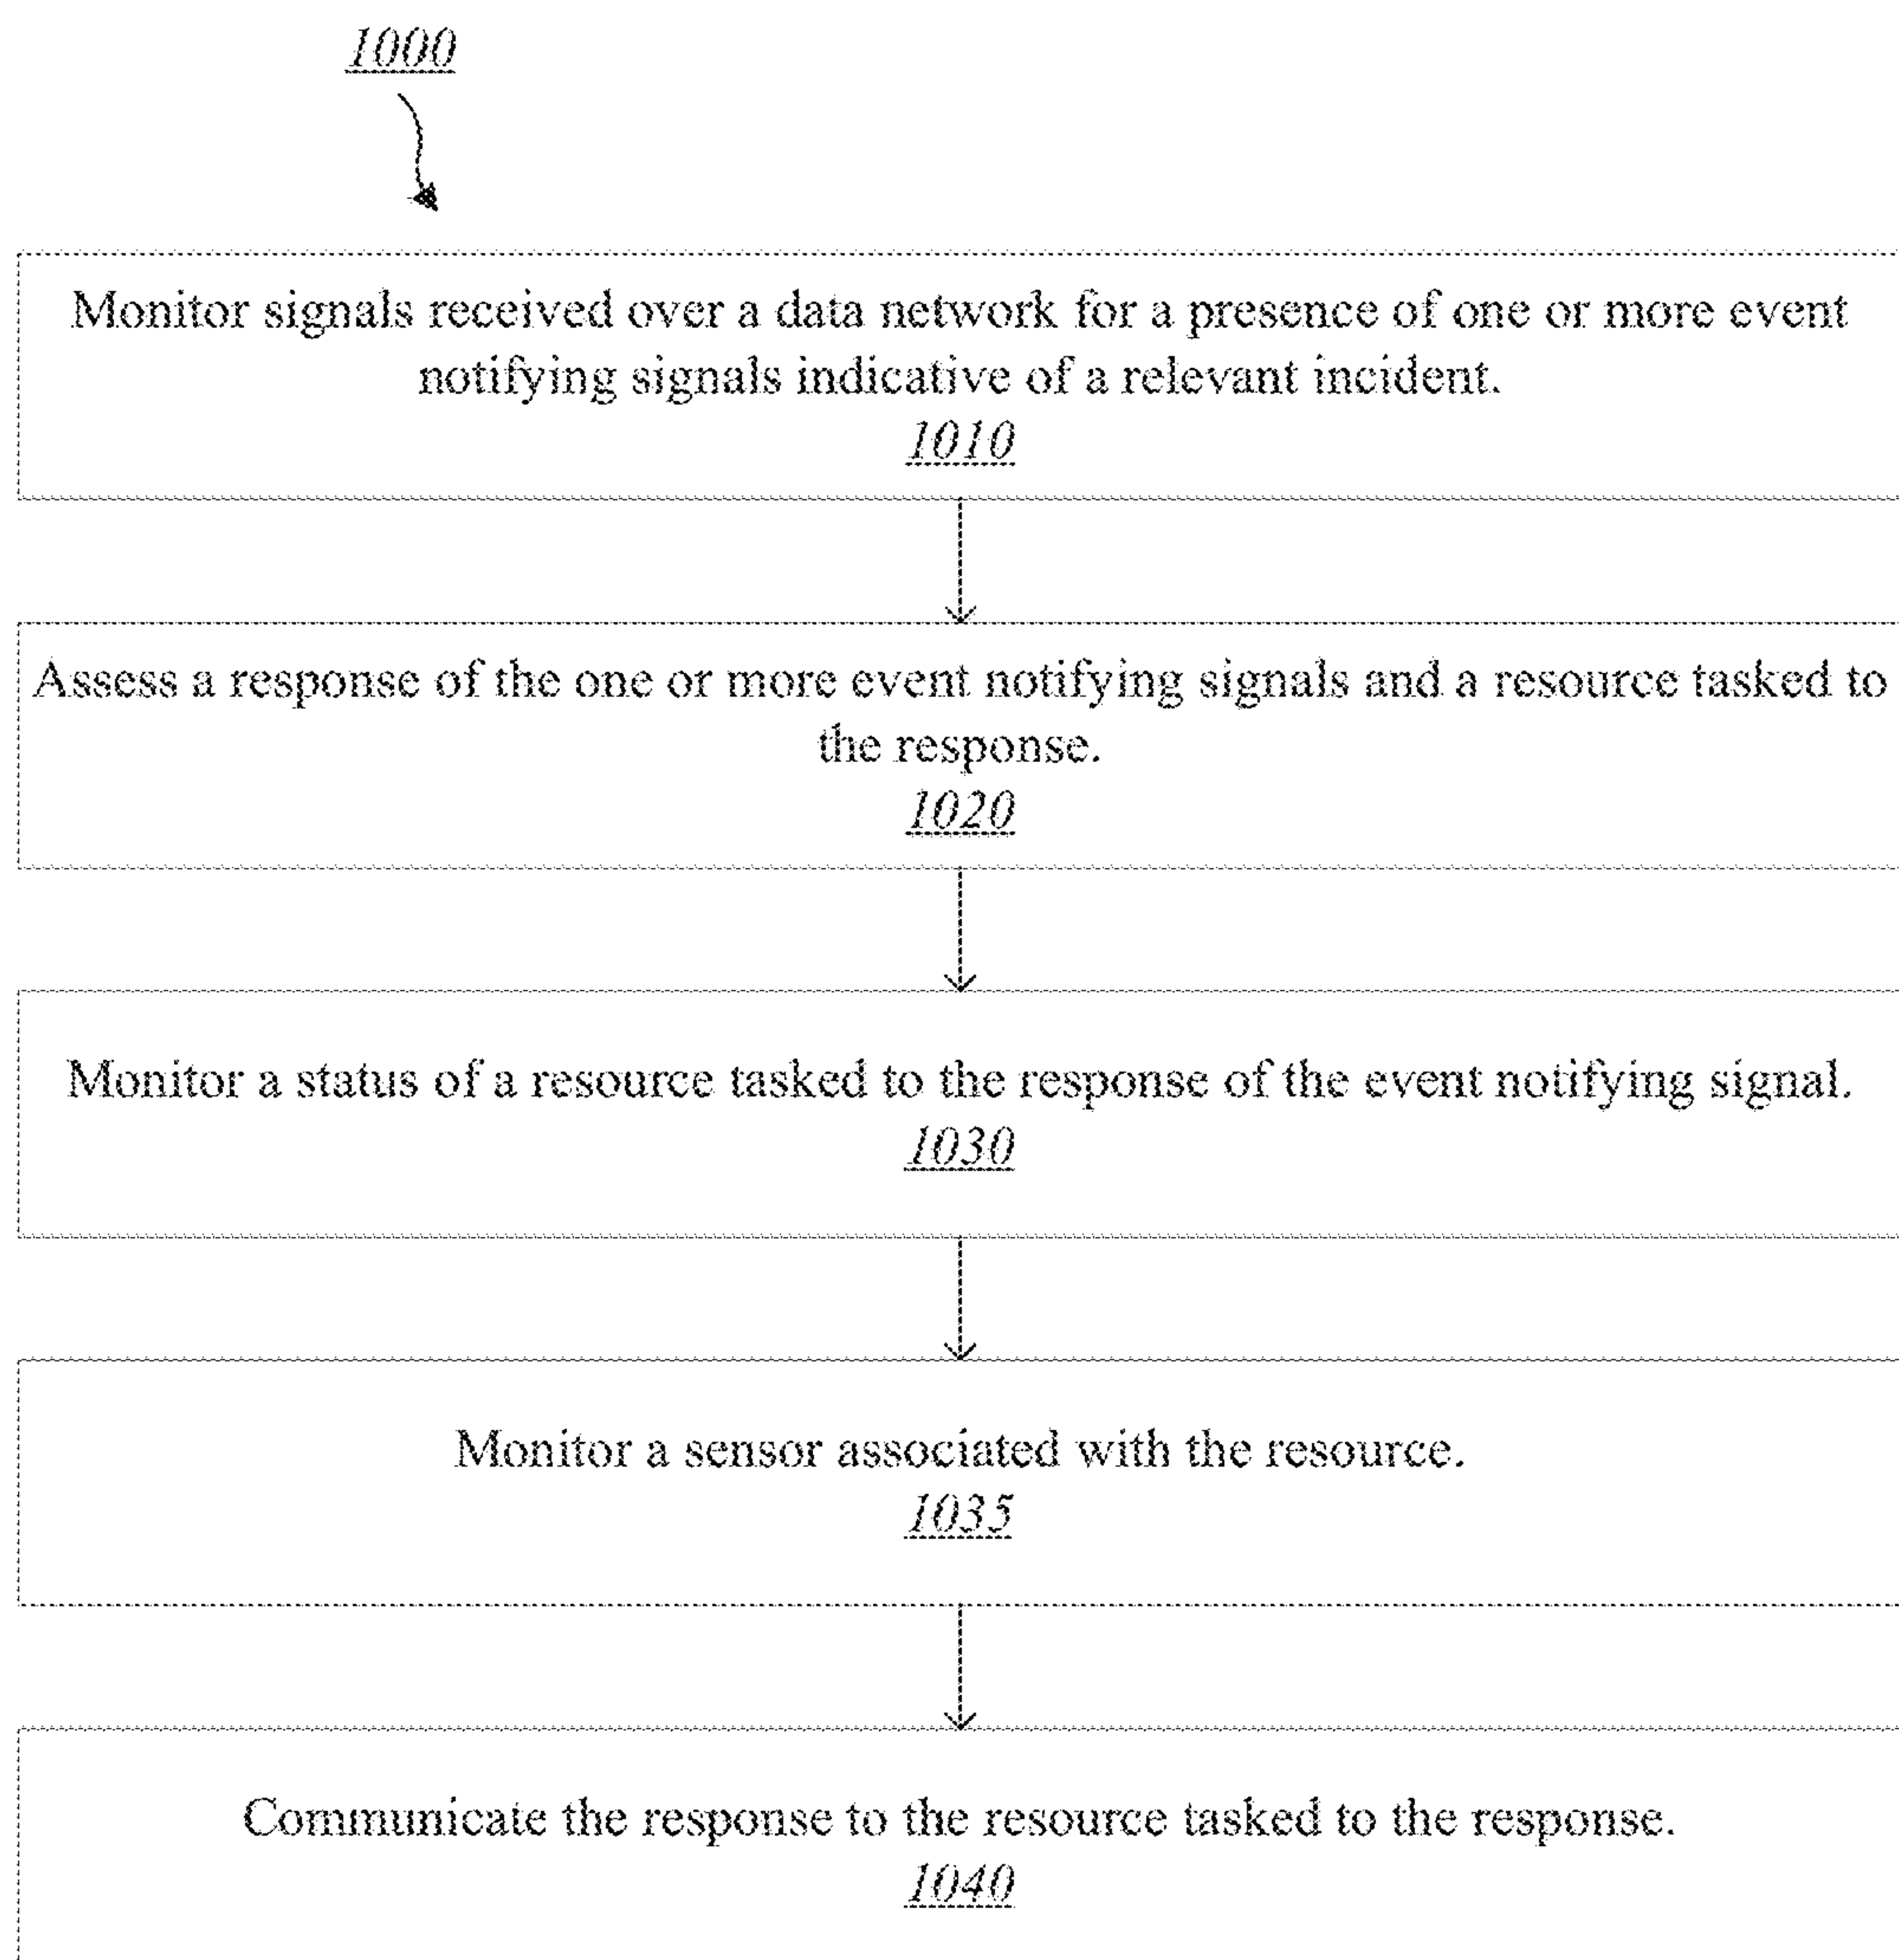 1000
Monitor signals received over a data network for a presence of one or more event
notifying signals indicative of a relevant incident.
1010
Assess a response of the one or more event notifying signals and a resource tasked to
the response.
1020
Monitor a status of a resource tasked to the response of the event notifying signal.
1030
Monitor a sensor associated with the resource.
1035
Communicate the response to the resource tasked to the response.
1040